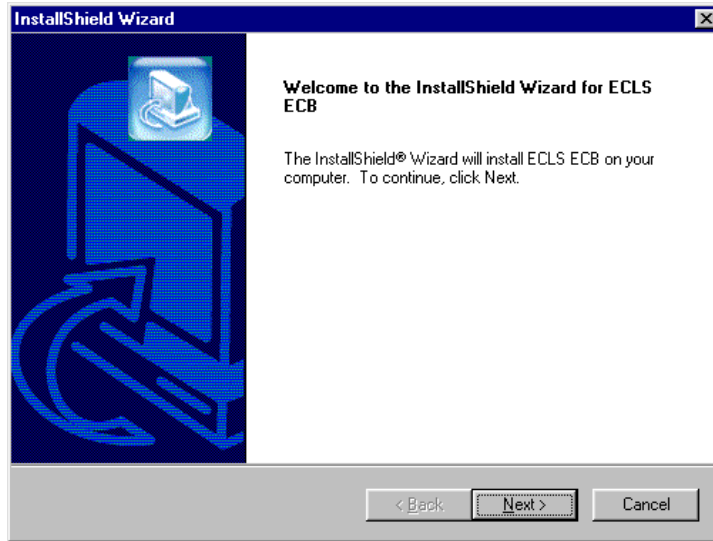 InstallShield Wizard
Welcome to the InstallShield Wizard for ECLS
ECB
The InstallShield® Wizard will install ECLS ECB on your
computer. To continue, click Next.
< Back Next > Cancel